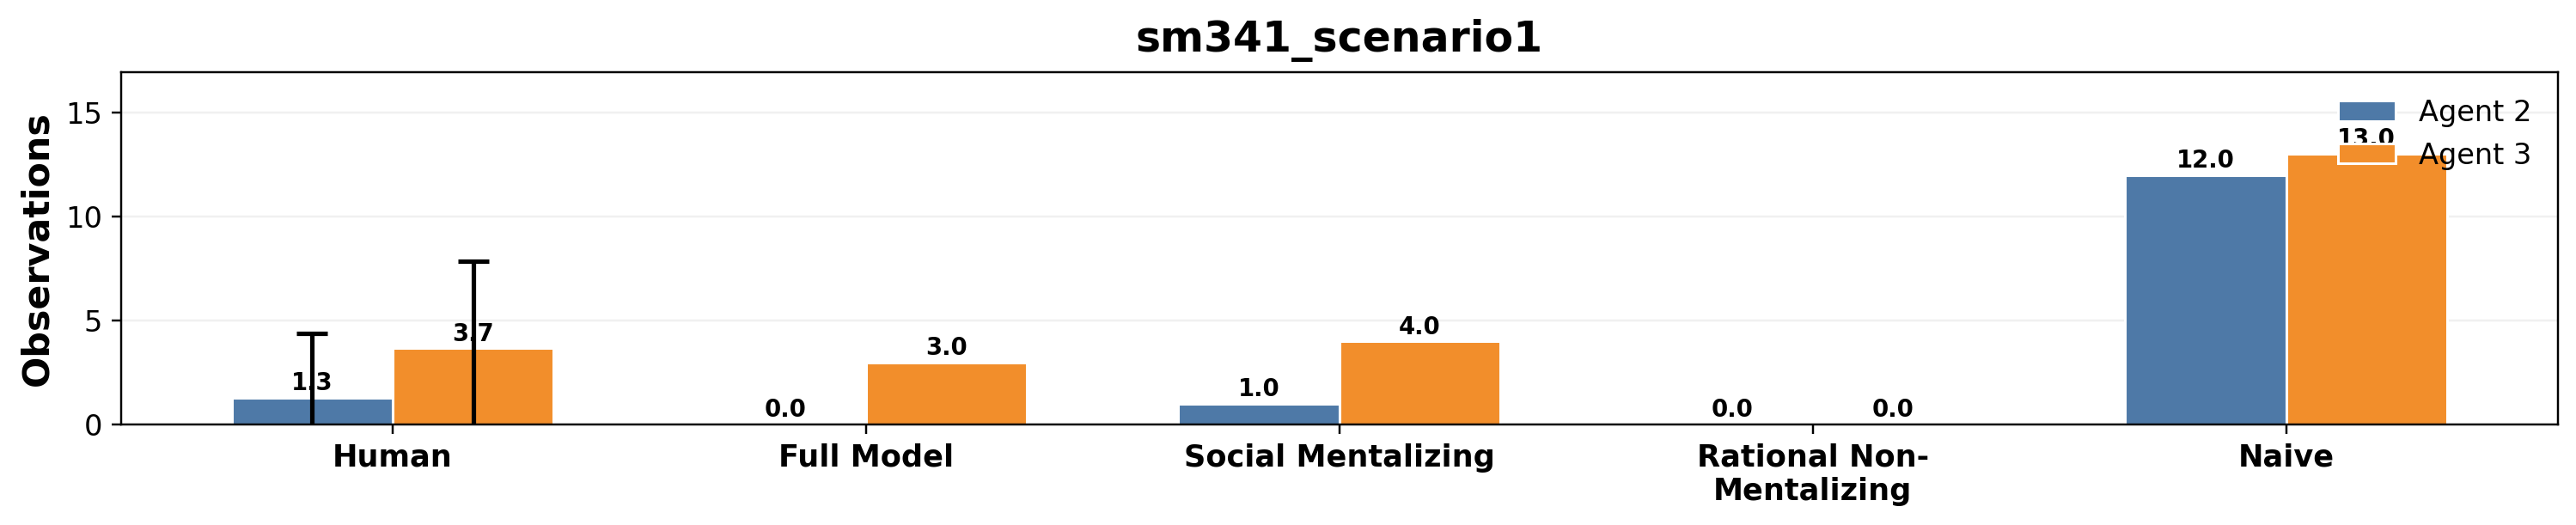 sm341_scenario1
Observations
15
10
5
0
Agent 2
Agent 3
1.3
3.7
0.0
3.0
1.0
4.0
0.0
0.0
12.0
13.0
Human
Full Model
Social Mentalizing
Rational Non-
Mentalizing
Naive